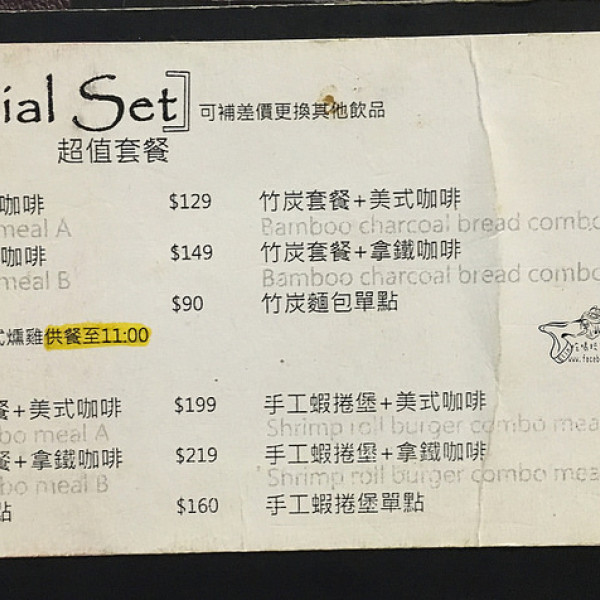 ial Set】 可補差價更換其他飲品
超值套餐
咖啡 $129 竹炭套餐+美式咖啡
meal A Bamboo charcoal bread combo
咖啡 $149 竹炭套餐+拿鐵咖啡
meal B Bamboo charcoal bread combo
$90 竹炭麵包單點
式燻雞供餐至11:00
餐+美式咖啡 $199 手工蝦捲堡+美式咖啡
bo meal A Shrimp roll burger combo mea
餐+拿鐵咖啡 $219 手工蝦捲堡+拿鐵咖啡
bo meal B Shrimp roll burger combo mea
點 $160 手工蝦捲堡單點